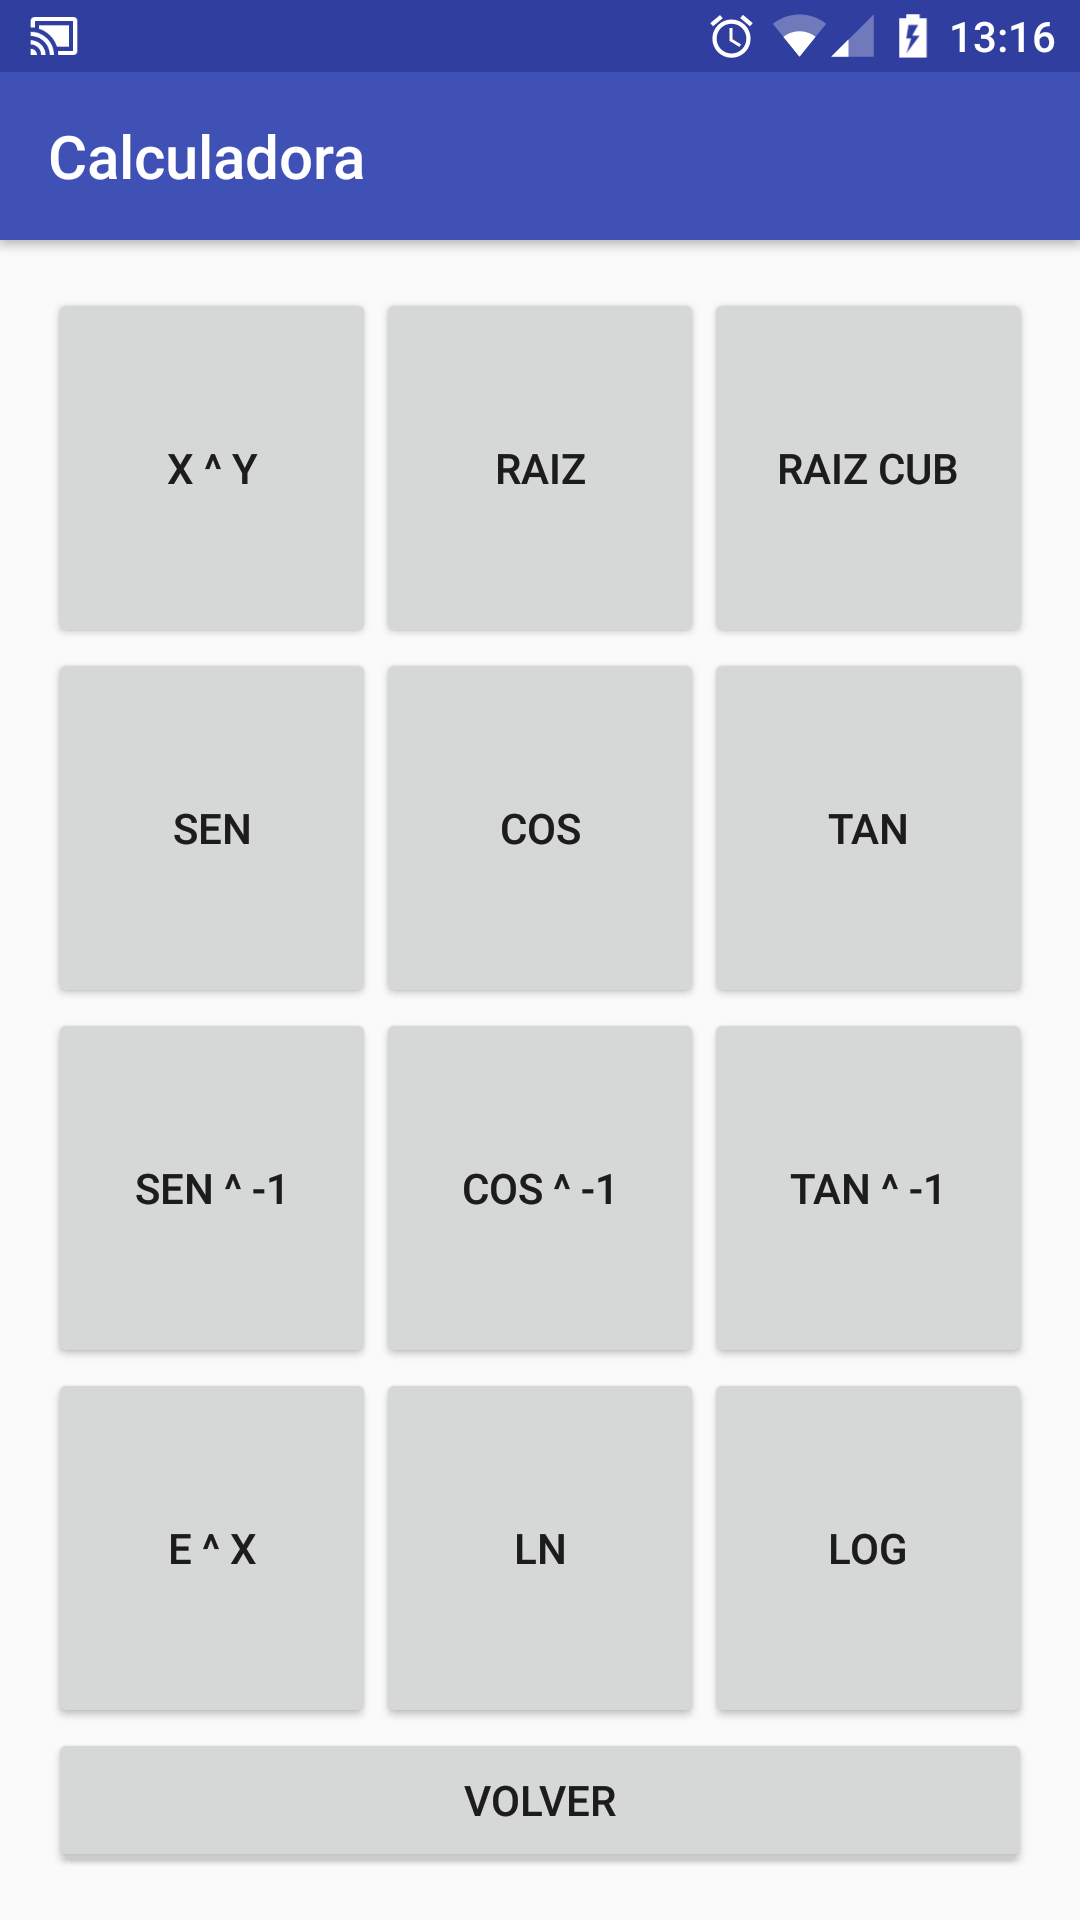 13:16
Calculadora
X ^ Y RAIZ RAIZ CUB
SEN COS TAN
SEN ^ -1 COS ^ -1 TAN ^ -1
E ^ X LN LOG
VOLVER